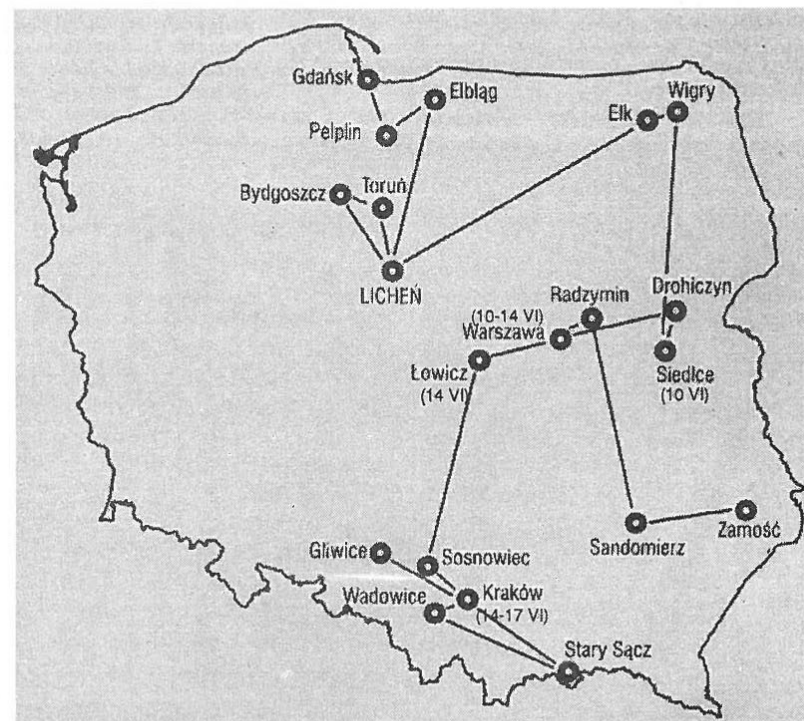 Gdańsk
Elbląg
Wigry
Ełk
Pelplin
Bydgoszcz
Toruń
LICHEŃ
Drohiczyn
Radzymin
(10-14 VI)
Warszawa
Łowicz
(14 VI)
Siedlce
(10 VI)
Zamość
Sandomierz
Gliwice
Sosnowiec
Wadowice
Kraków
(14-17 VI)
Stary Sącz